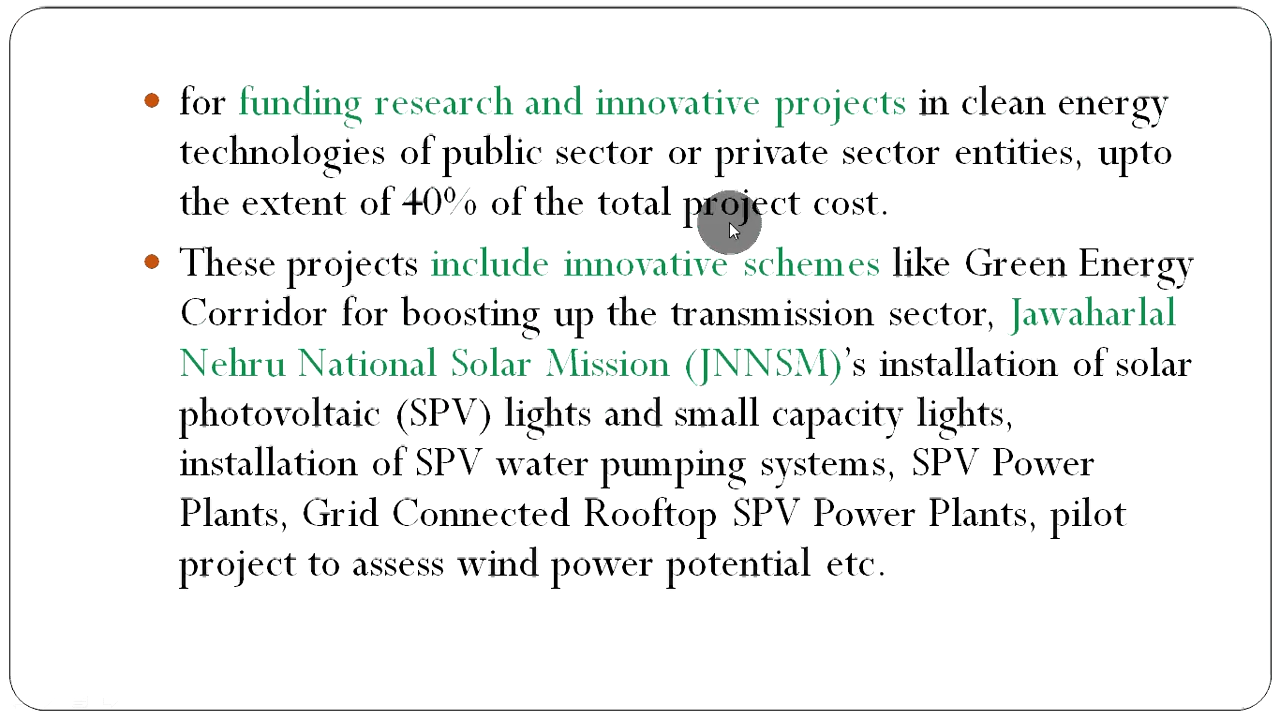 • for funding research and innovative projects in clean energy
technologies of public sector or private sector entities, upto
the extent of 40% of the total project cost.
• These projects include innovative schemes like Green Energy
Corridor for boosting up the transmission sector, Jawaharlal
Nehru National Solar Mission (JNNSM)’s installation of solar
photovoltaic (SPV) lights and small capacity lights,
installation of SPV water pumping systems, SPV Power
Plants, Grid Connected Rooftop SPV Power Plants, pilot
project to assess wind power potential etc.